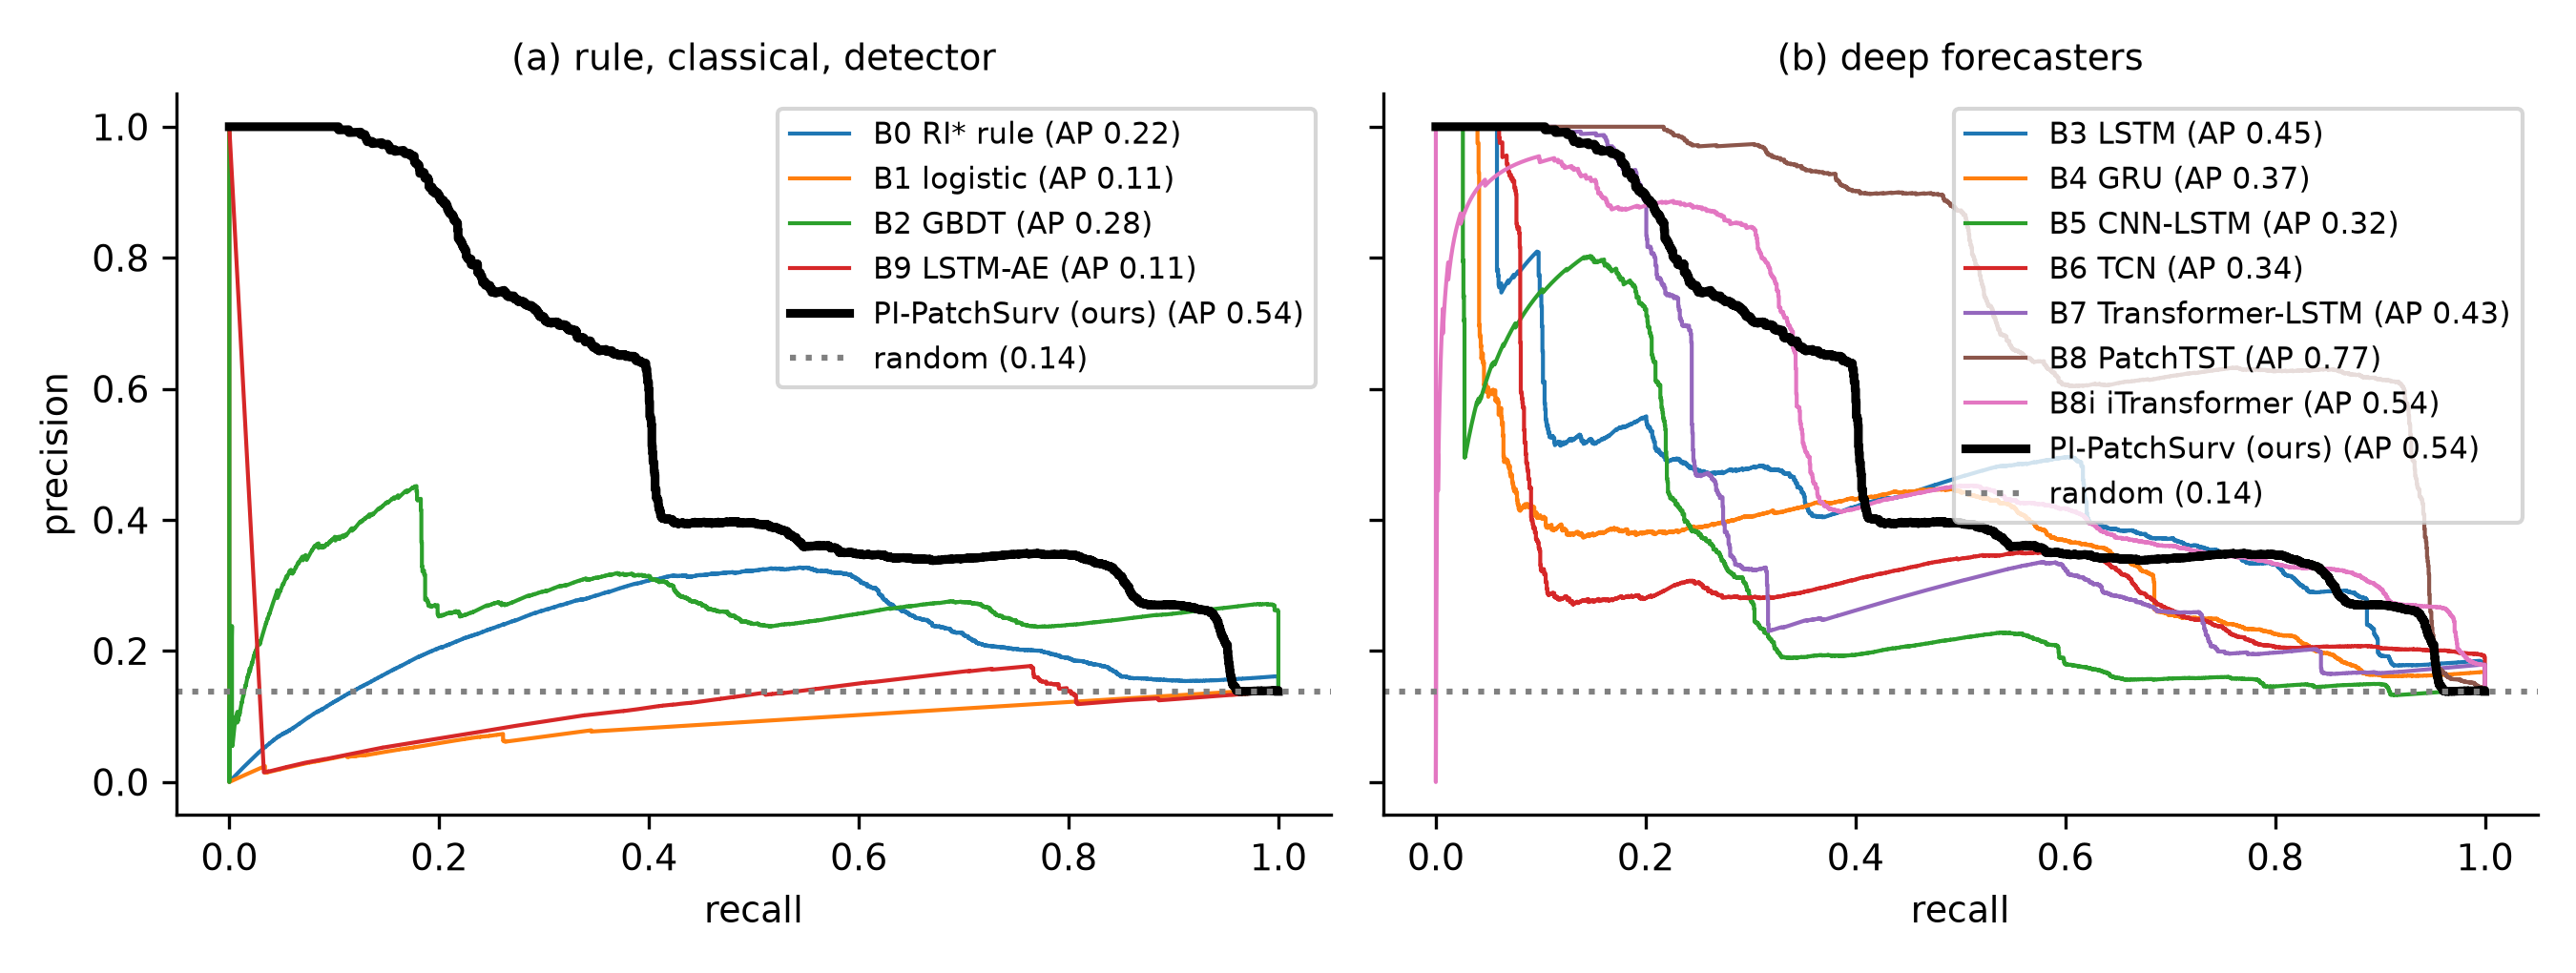 (a) rule, classical, detector
precision
1.0
0.8
0.6
0.4
0.2
0.0
B0 RI* rule (AP 0.22)
B1 logistic (AP 0.11)
B2 GBDT (AP 0.28)
B9 LSTM-AE (AP 0.11)
PI-PatchSurv (ours) (AP 0.54)
random (0.14)
0.0 0.2 0.4 0.6 0.8 1.0
recall
(b) deep forecasters
B3 LSTM (AP 0.45)
B4 GRU (AP 0.37)
B5 CNN-LSTM (AP 0.32)
B6 TCN (AP 0.34)
B7 Transformer-LSTM (AP 0.43)
B8 PatchTST (AP 0.77)
B8i iTransformer (AP 0.54)
PI-PatchSurv (ours) (AP 0.54)
random (0.14)
0.0 0.2 0.4 0.6 0.8 1.0
recall